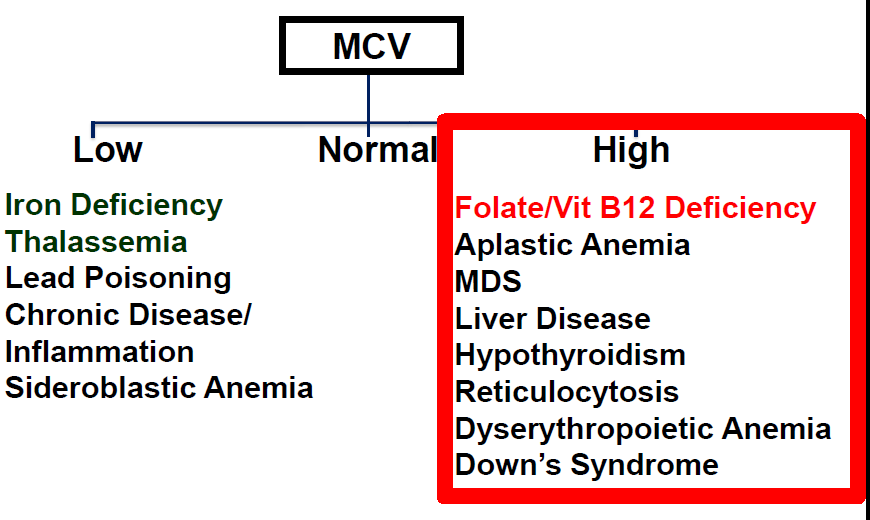 MCV
Low
Normal
High
Iron Deficiency
Thalassemia
Lead Poisoning
Chronic Disease/
Inflammation
Sideroblastic Anemia
Folate/Vit B12 Deficiency
Aplastic Anemia
MDS
Liver Disease
Hypothyroidism
Reticulocytosis
Dyserythropoietic Anemia
Down’s Syndrome